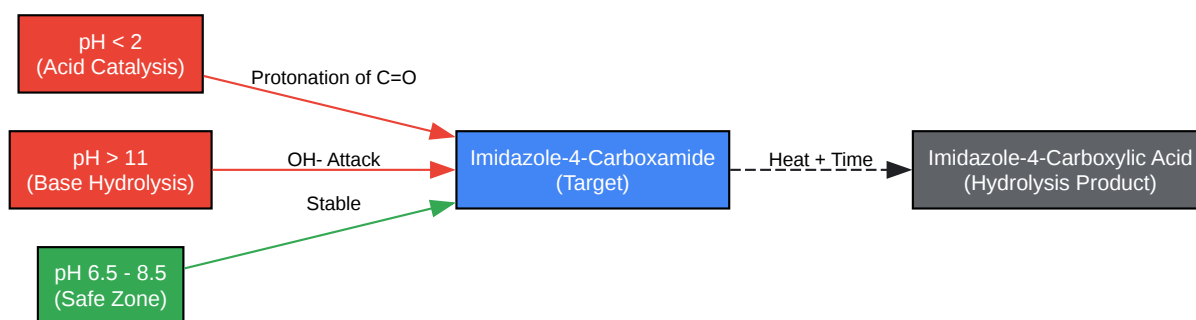 pH < 2
(Acid Catalysis)
Protonation of C=O
pH > 11
(Base Hydrolysis)
OH- Attack
Imidazole-4-Carboxamide
(Target)
Heat + Time
Imidazole-4-Carboxylic Acid
(Hydrolysis Product)
Stable
pH 6.5 - 8.5
(Safe Zone)